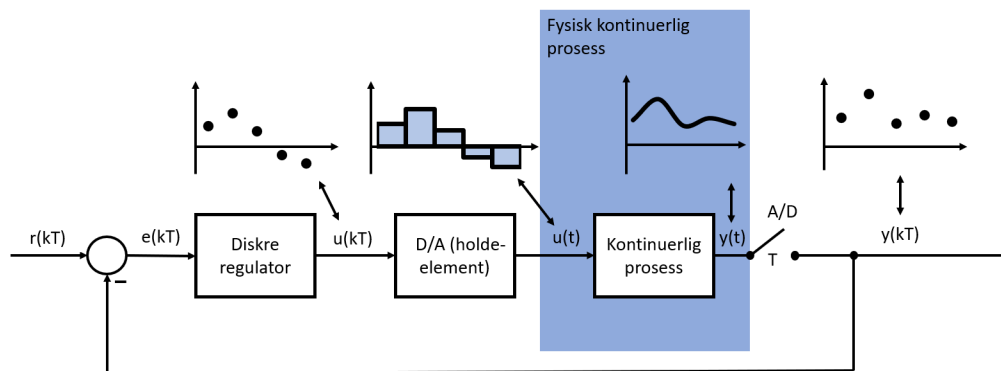 Fysisk kontinuerlig
prosess
A/D
r(kT)
e(kT)
Diskre
regulator
u(kT)
D/A (holde-
element)
u(t)
Kontinuerlig
prosess
y(t)
T
y(kT)
–